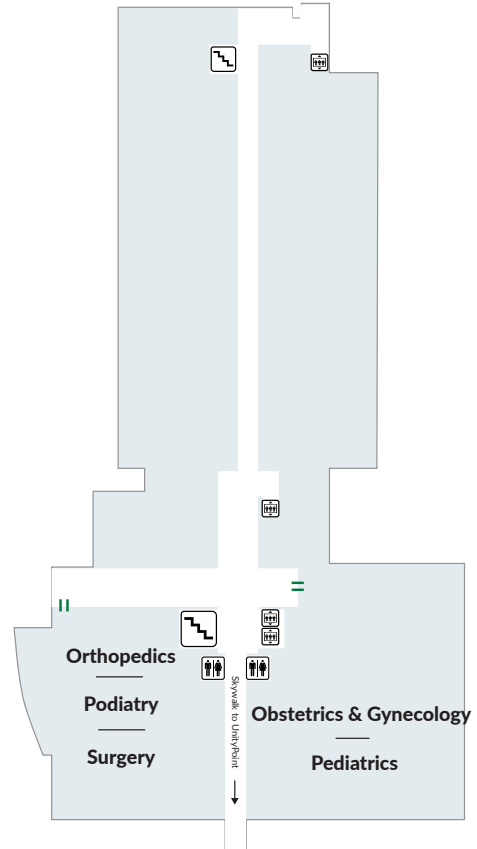 Orthopedics
Podiatry
Surgery
Skywalk to UnityPoint
Obstetrics & Gynecology
Pediatrics